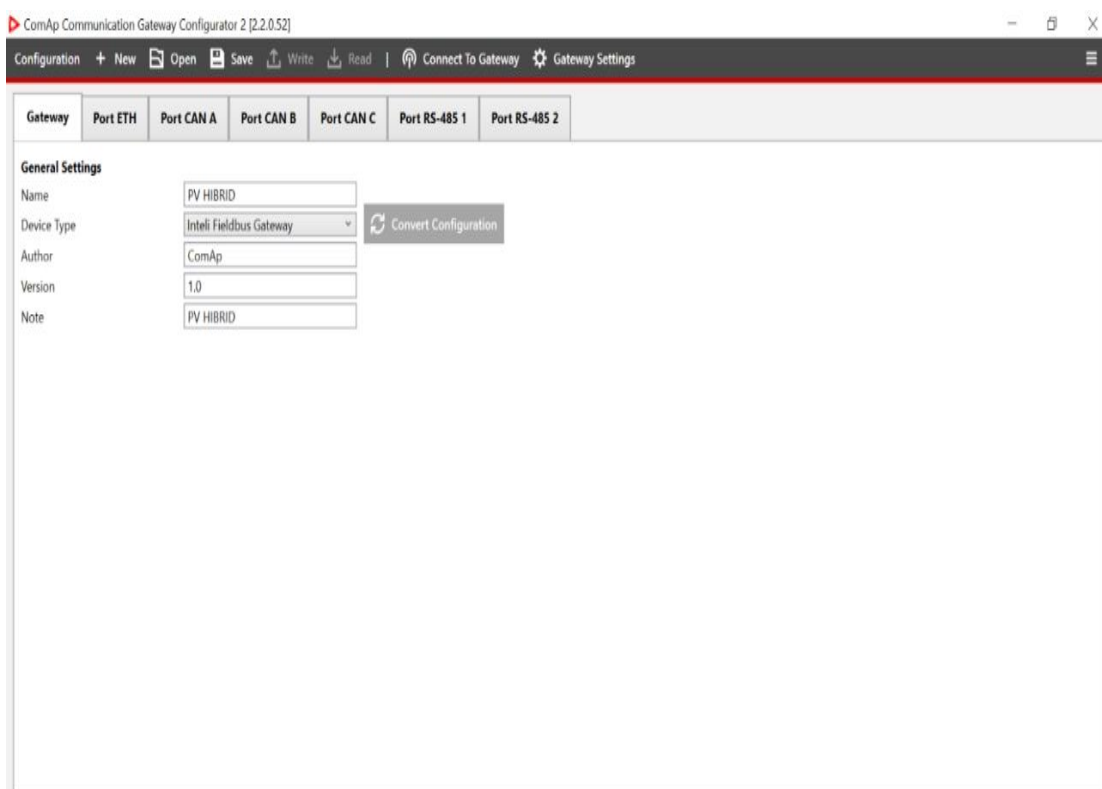 ComAp Communication Gateway Configurator 2 [2.2.0.52]
Configuration + New Open Save Write Read | Connect To Gateway Gateway Settings
Gateway Port ETH Port CAN A Port CAN B Port CAN C Port RS-485 1 Port RS-485 2
General Settings
Name PV HIBRID
Device Type Inteli Fieldbus Gateway Convert Configuration
Author ComAp
Version 1.0
Note PV HIBRID